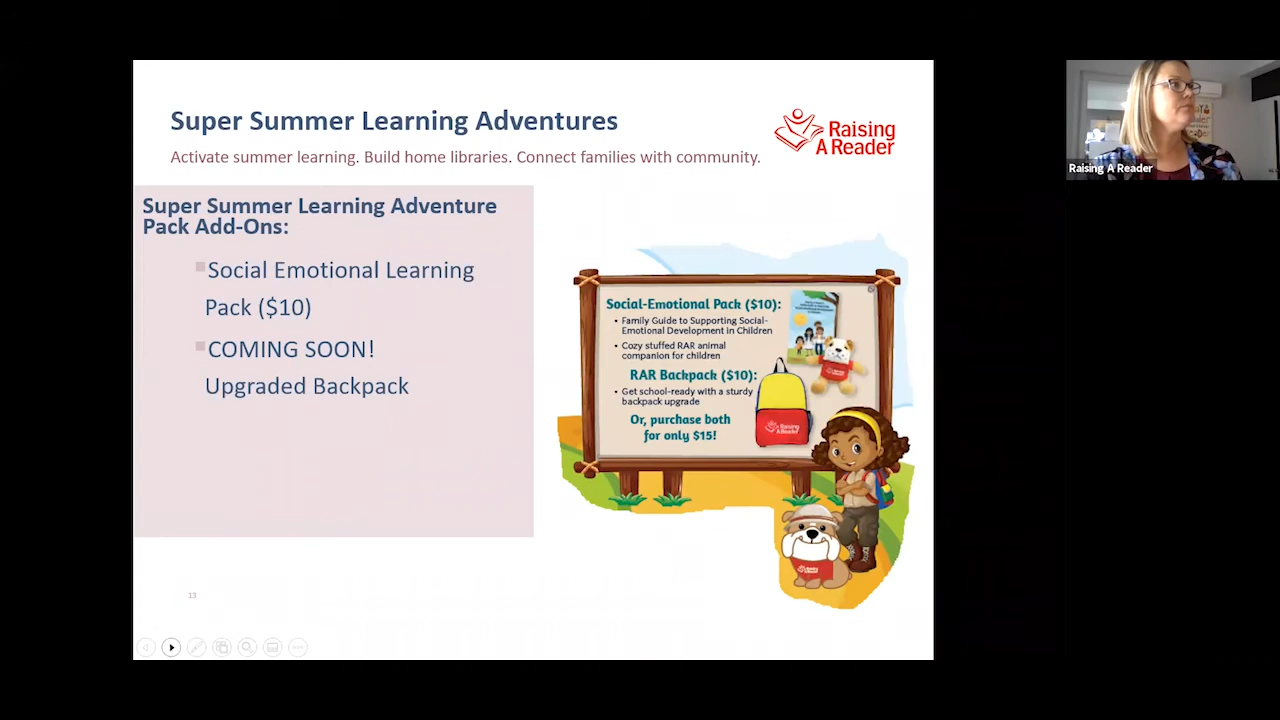 Super Summer Learning Adventures
Activate summer learning. Build home libraries. Connect families with community.
Raising
A Reader
Raising A Reader
Super Summer Learning Adventure
Pack Add-Ons:
Social Emotional Learning
Pack ($10)
COMING SOON!
Upgraded Backpack
Social-Emotional Pack ($10):
• Family Guide to Supporting Social-
Emotional Development in Children
• Cozy stuffed RAR animal
companion for children
RAR Backpack ($10):
• Get school-ready with a sturdy
backpack upgrade
Or, purchase both
for only $15!
Raising
A Reader
13